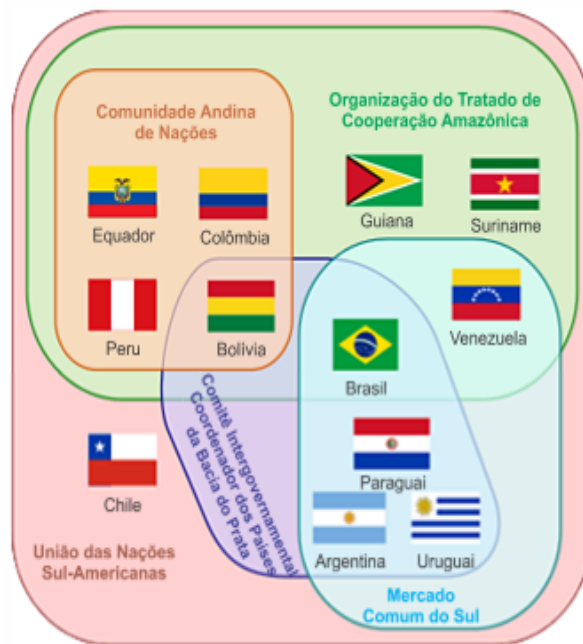 Comunidade Andina
de Nações
Organização do Tratado de
Cooperação Amazônica
Equador
Colômbia
Guiana
Suriname
Peru
Bolívia
Brasil
Venezuela
Comitê Intergovernamental
Coordenador dos Países
da Bacia do Prata
Chile
Paraguai
Argentina
Uruguai
União das Nações
Sul-Americanas
Mercado
Comum do Sul